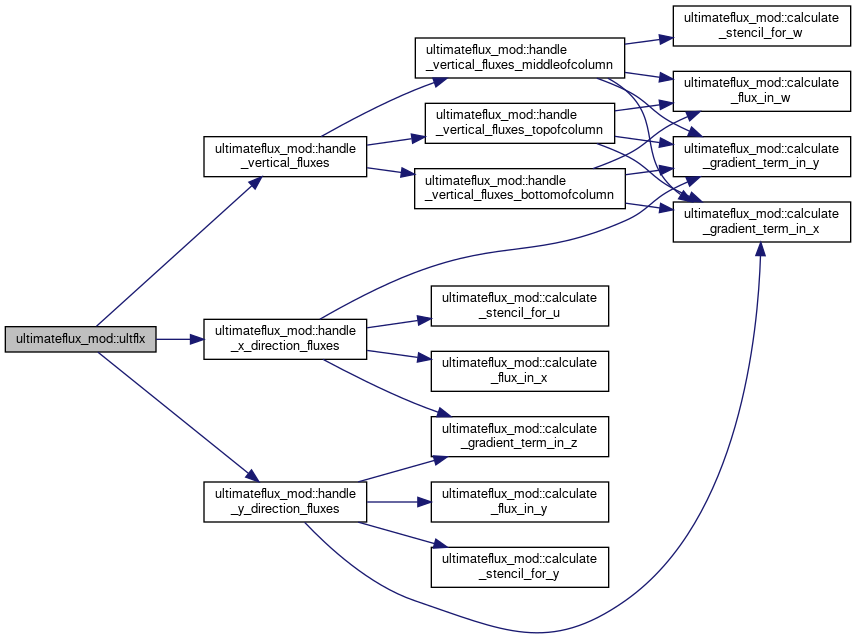 ultimateflux_mod::calculate
_stencil_for_w
ultimateflux_mod::handle
_vertical_fluxes_middleofcolumn
ultimateflux_mod::calculate
_flux_in_w
ultimateflux_mod::handle
_vertical_fluxes_topofcolumn
ultimateflux_mod::handle
_vertical_fluxes
ultimateflux_mod::calculate
_gradient_term_in_y
ultimateflux_mod::handle
_vertical_fluxes_bottomofcolumn
ultimateflux_mod::calculate
_gradient_term_in_x
ultimateflux_mod::calculate
_stencil_for_u
ultimateflux_mod::ultflx
ultimateflux_mod::handle
_x_direction_fluxes
ultimateflux_mod::calculate
_flux_in_x
ultimateflux_mod::calculate
_gradient_term_in_z
ultimateflux_mod::handle
_y_direction_fluxes
ultimateflux_mod::calculate
_flux_in_y
ultimateflux_mod::calculate
_stencil_for_y